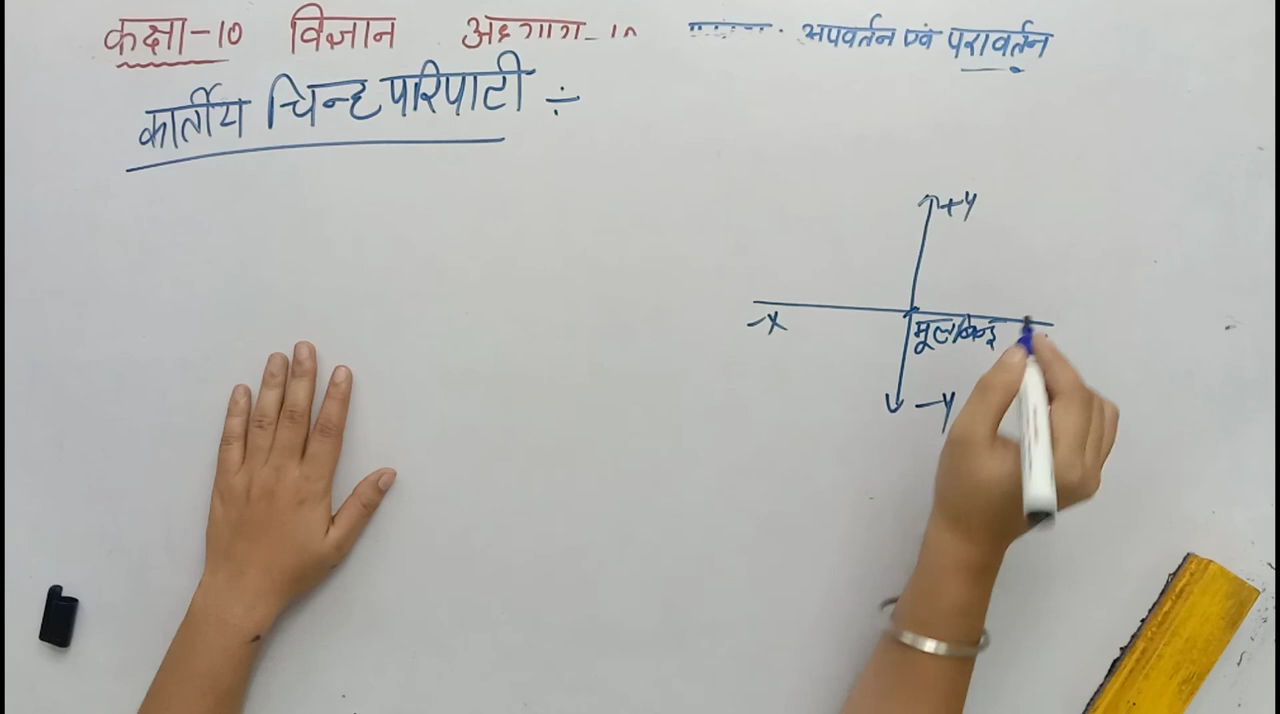 कक्षा-10 विज्ञान अपवर्तन एवं परावर्तन
कार्तीय चिन्ह परिपाटी ÷
+y
-x
मूलबिन्दु
-y